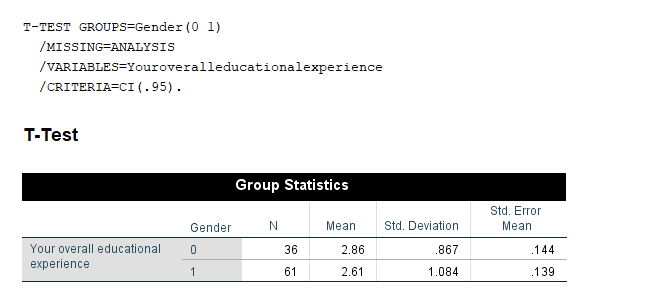 T-TEST GROUPS=Gender(0 1)
/MISSING=ANALYSIS
/VARIABLES=Youroveralleducationalexperience
/CRITERIA=CI(.95).
T-Test
Group Statistics
Gender N Mean Std. Deviation Std. Error Mean
Your overall educational experience 0 36 2.86 .867 .144
1 61 2.61 1.084 .139